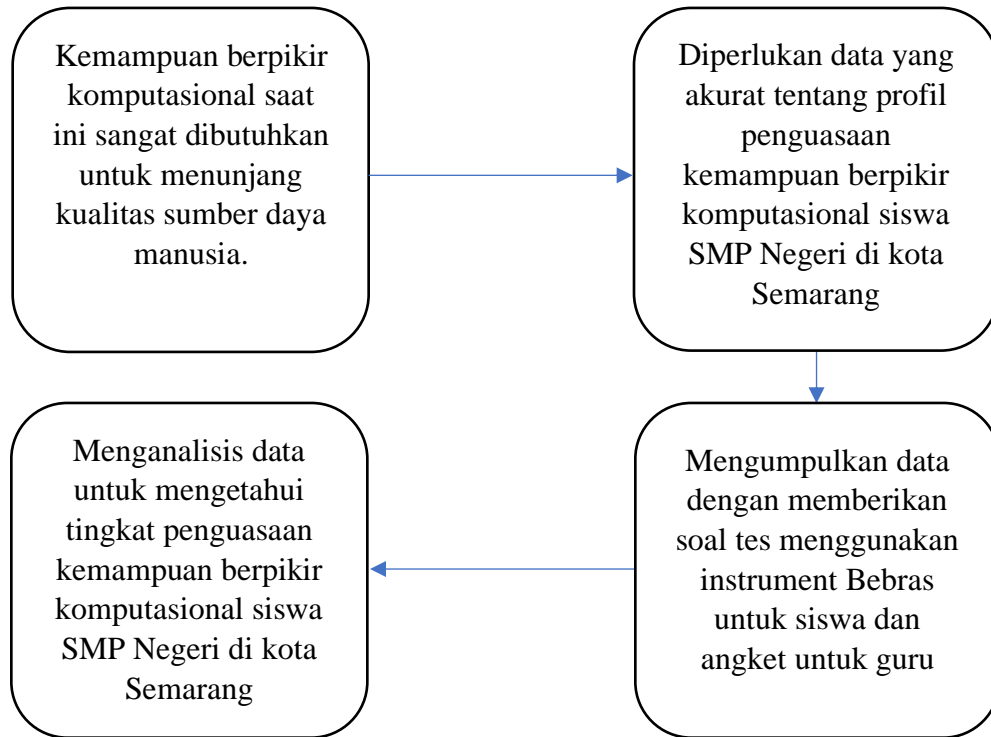 Kemampuan berpikir
komputasional saat
ini sangat dibutuhkan
untuk menunjang
kualitas sumber daya
manusia.
Diperlukan data yang
akurat tentang profil
penguasaan
kemampuan berpikir
komputasional siswa
SMP Negeri di kota
Semarang
Mengumpulkan data
dengan memberikan
soal tes menggunakan
instrument Bebras
untuk siswa dan
angket untuk guru
Menganalisis data
untuk mengetahui
tingkat penguasaan
kemampuan berpikir
komputasional siswa
SMP Negeri di kota
Semarang